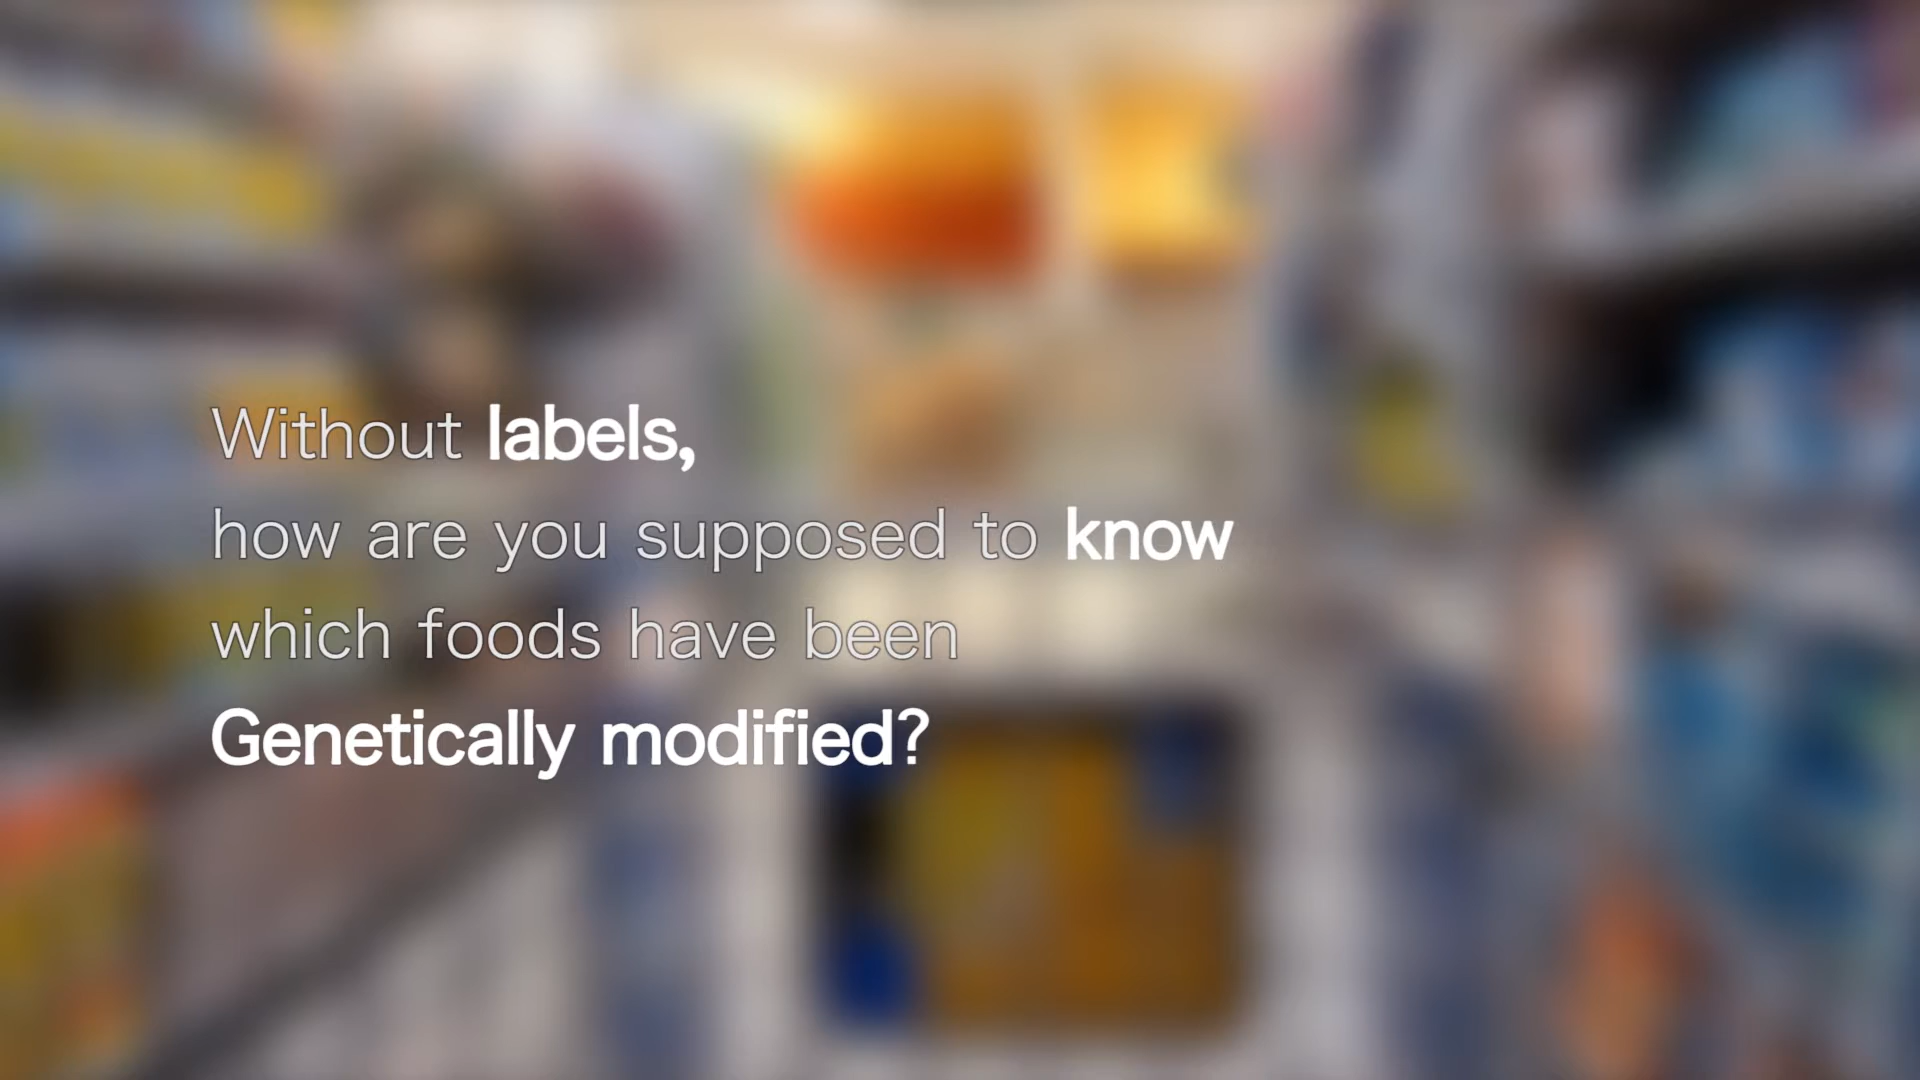 Without labels,
how are you supposed to know
which foods have been
Genetically modified?